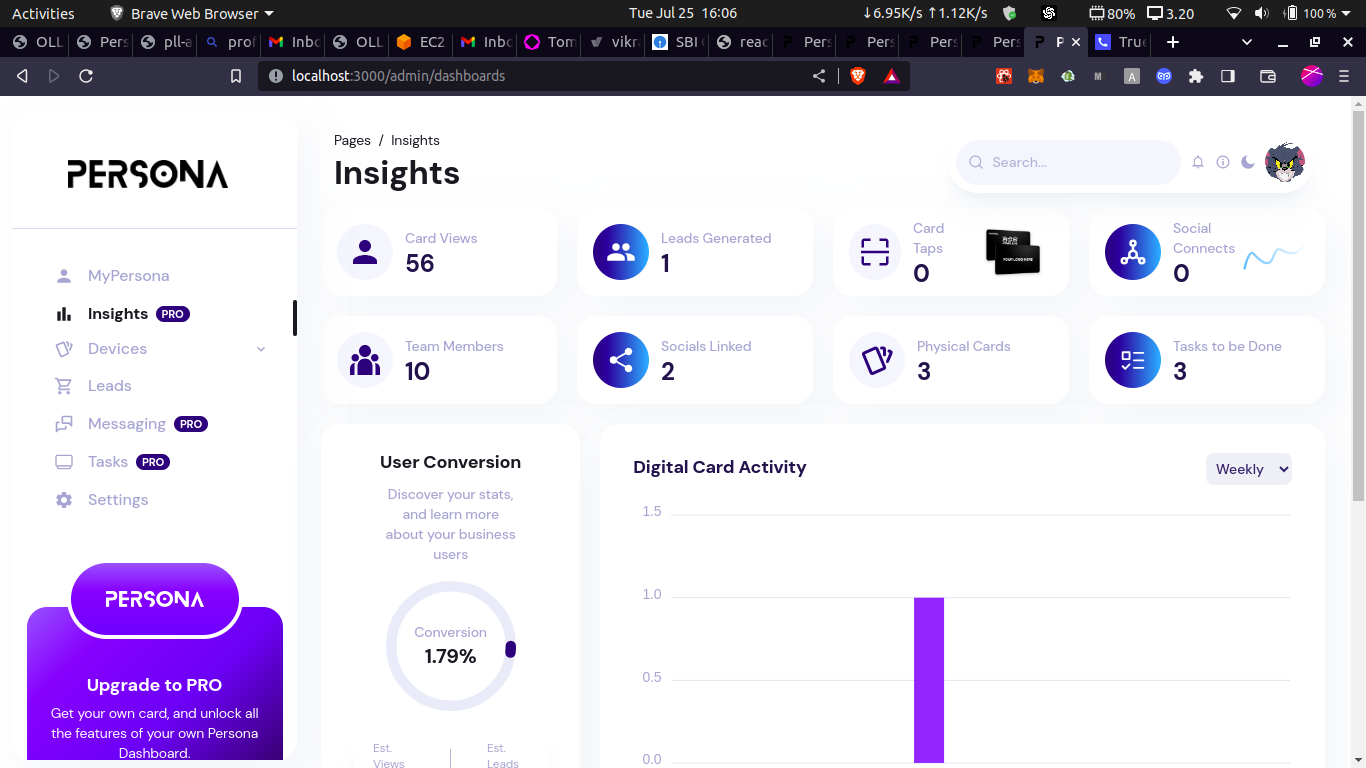 Activities
Brave Web Browser
Tue Jul 25 16:06
↓6.95K/s ↑1.12K/s
80%
3.20
100 %
OLL
Pers
pll-a
prof
Inbo
OLL
EC2
Inbo
Tom
vikra
SBI
reac
Pers
Pers
Pers
Pers
P
True
localhost:3000/admin/dashboards
PERSONA
MyPersona
Insights PRO
Devices
Leads
Messaging PRO
Tasks PRO
Settings
PERSONA
Upgrade to PRO
Get your own card, and unlock all
the features of your own Persona
Dashboard.
Pages / Insights
Insights
Search...
Card Views
56
Leads Generated
1
Card
Taps
0
YOUR LOGO HERE
Social
Connects
0
Team Members
10
Socials Linked
2
Physical Cards
3
Tasks to be Done
3
User Conversion
Discover your stats,
and learn more
about your business
users
Conversion
1.79%
Est.
Views
Est.
Leads
Digital Card Activity
Weekly
1.5
1.0
0.5
0.0